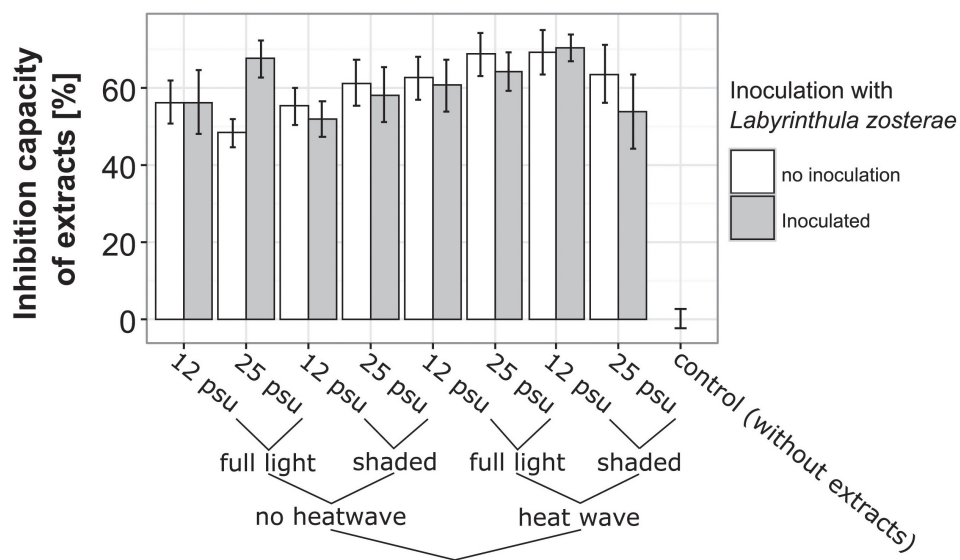 Inhibition capacity
of extracts [%]
60
40
20
0
12 psu
25 psu
12 psu
25 psu
12 psu
25 psu
12 psu
25 psu
control (without extracts)
full light
shaded
full light
shaded
no heatwave
heat wave
Inoculation with
Labyrinthula zosterae
no inoculation
Inoculated